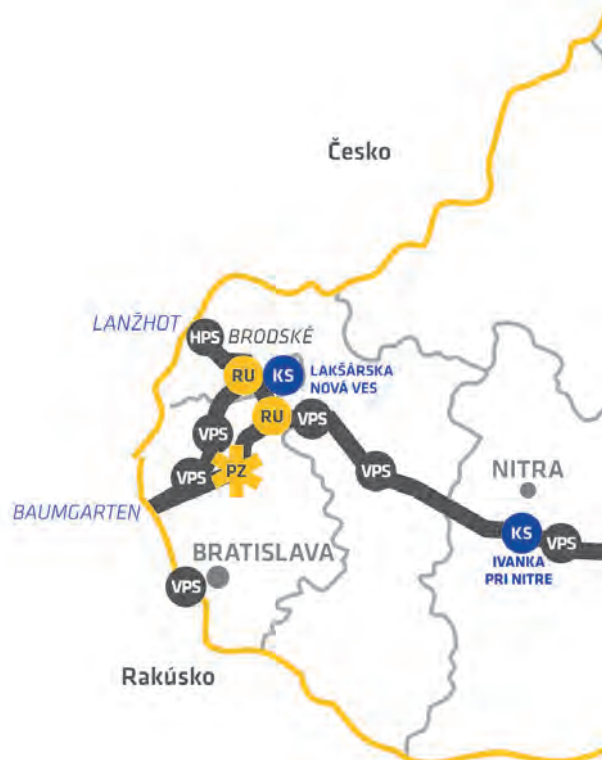 Česko
LANŽHOT
HPS
BRODSKÉ
RU
KS
LAKŠÁRSKA
NOVÁ VES
RU
VPS
VPS
VPS
PZ
VPS
NITRA
BAUMGARTEN
KS
VPS
IVANKA
PRI NITRE
BRATISLAVA
VPS
Rakúsko